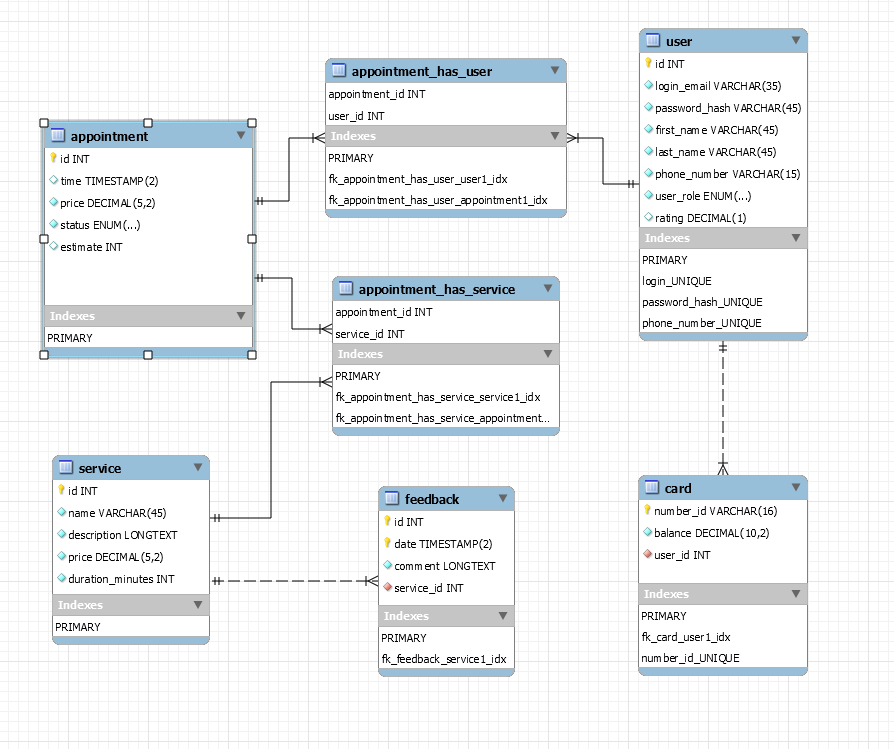 appointment
id INT
time TIMESTAMP(2)
price DECIMAL(5,2)
status ENUM(...)
estimate INT
Indexes
PRIMARY
appointment_has_user
appointment_id INT
user_id INT
Indexes
PRIMARY
fk_appointment_has_user_user1_idx
fk_appointment_has_user_appointment1_idx
user
id INT
login_email VARCHAR(35)
password_hash VARCHAR(45)
first_name VARCHAR(45)
last_name VARCHAR(45)
phone_number VARCHAR(15)
user_role ENUM(...)
rating DECIMAL(1)
Indexes
PRIMARY
login_UNIQUE
password_hash_UNIQUE
phone_number_UNIQUE
appointment_has_service
appointment_id INT
service_id INT
Indexes
PRIMARY
fk_appointment_has_service_service1_idx
fk_appointment_has_service_appointment...
service
id INT
name VARCHAR(45)
description LONGTEXT
price DECIMAL(5,2)
duration_minutes INT
Indexes
PRIMARY
feedback
id INT
date TIMESTAMP(2)
comment LONGTEXT
service_id INT
Indexes
PRIMARY
fk_feedback_service1_idx
card
number_id VARCHAR(16)
balance DECIMAL(10,2)
user_id INT
Indexes
PRIMARY
fk_card_user1_idx
number_id_UNIQUE